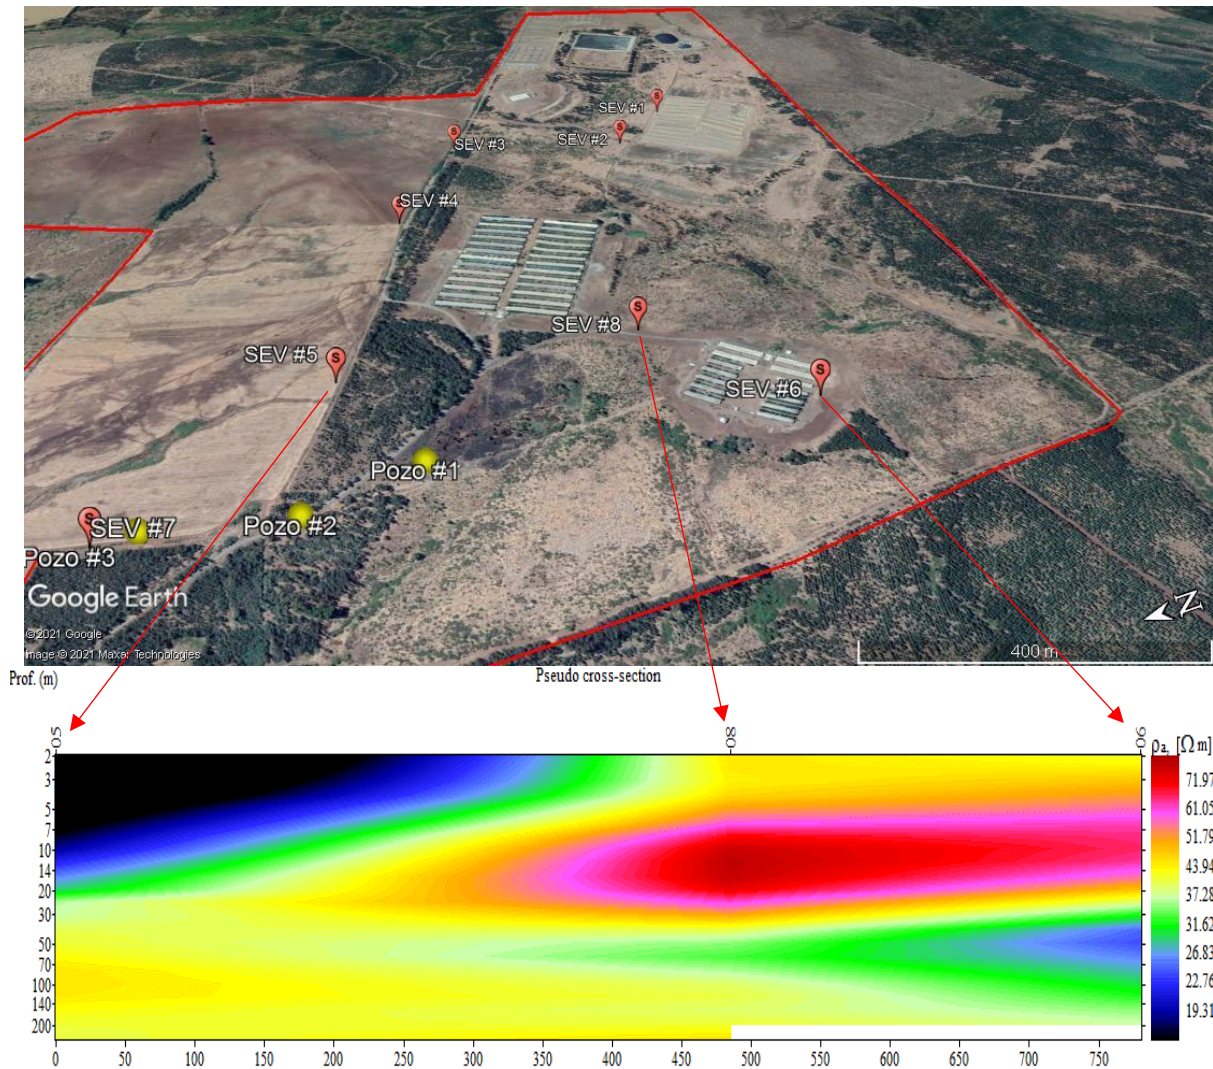 S
SEV #1
S
SEV #2
S
SEV #3
S
SEV #4
S
SEV #8
SEV #5
S
S
SEV #6
Pozo #1
S
SEV #7
Pozo #2
Pozo #3
Google Earth
N
©2021 Google
Image © 2021 Maxar Technologies
400 m
Prof. (m)
Pseudo cross-section
05
08
06
ρa, [Ω m]
2
3
5
7
10
14
20
30
50
70
100
140
200
71.97
61.05
51.79
43.94
37.28
31.62
26.83
22.76
19.31
0
50
100
150
200
250
300
350
400
450
500
550
600
650
700
750